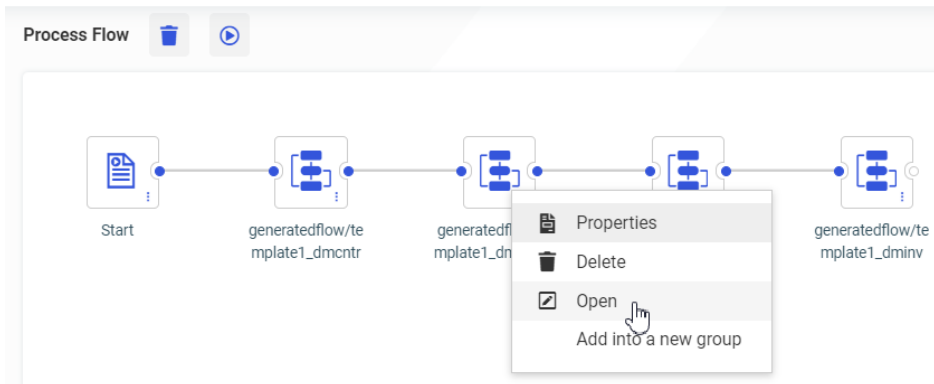 Process Flow
Start
generatedflow/te
mplate1_dmcntr
generatedfl
mplate1_dm
generatedflow/te
mplate1_dminv
Properties
Delete
Open
Add into a new group